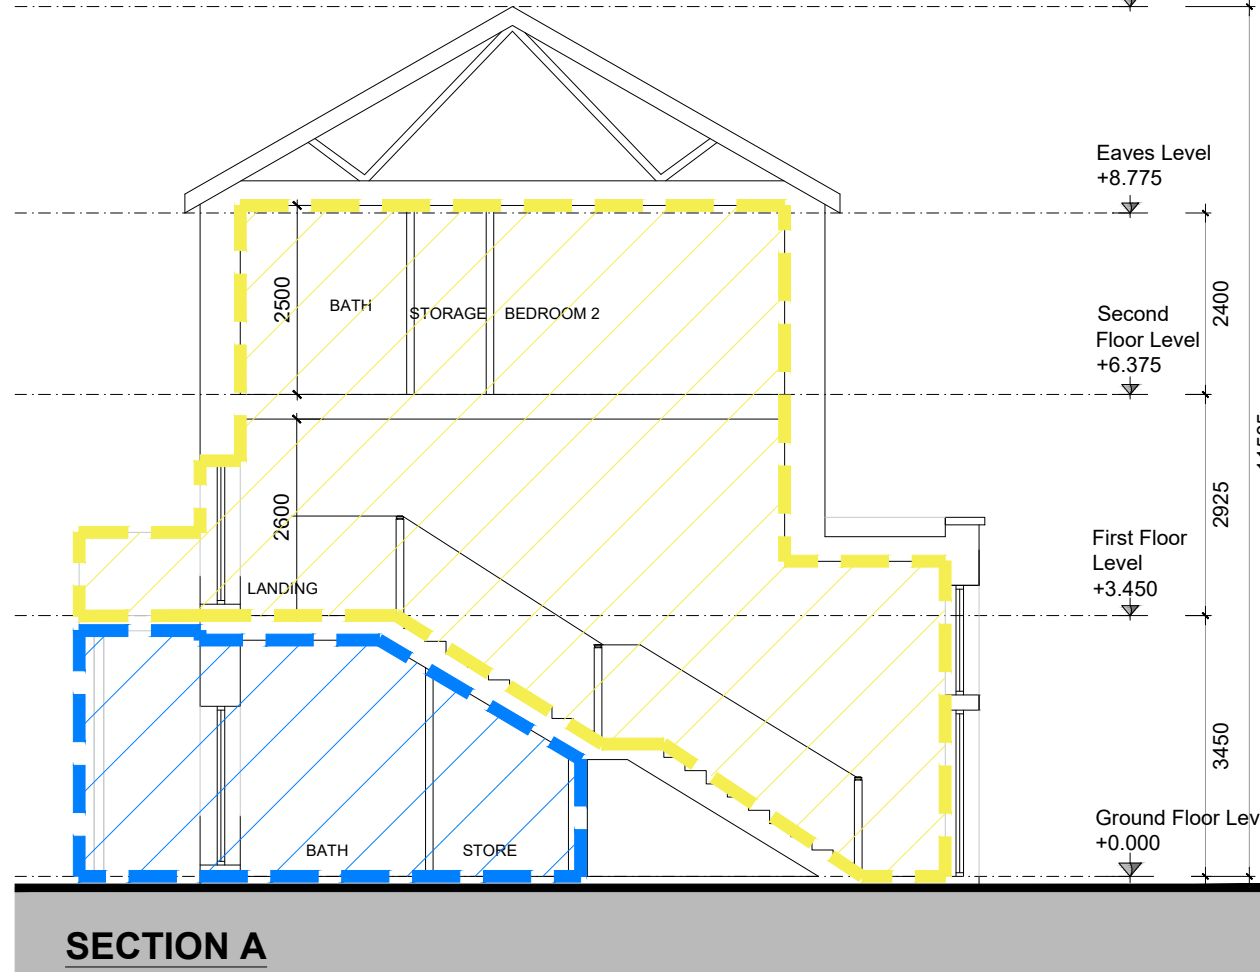 Eaves Level
+8.775
2500
BATH
STORAGE
BEDROOM 2
2400
Second
Floor Level
+6.375
2600
2925
First Floor
Level
+3.450
LANDING
3450
Ground Floor Lev
+0.000
BATH
STORE
SECTION A